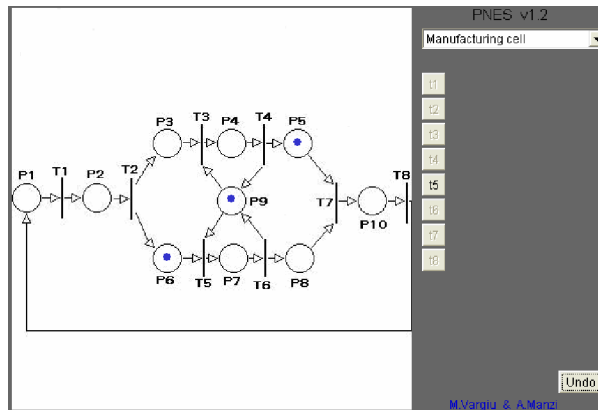 PNES v1.2
Manufacturing cell
t1
t2
t3
t4
t5
t6
t7
t8
P3 T3 P4 T4 P5
P1 T1 P2 T2 P9 T7 P10 T8
P6 T5 P7 T6 P8
Undo
M.Vargiu & A.Manzi